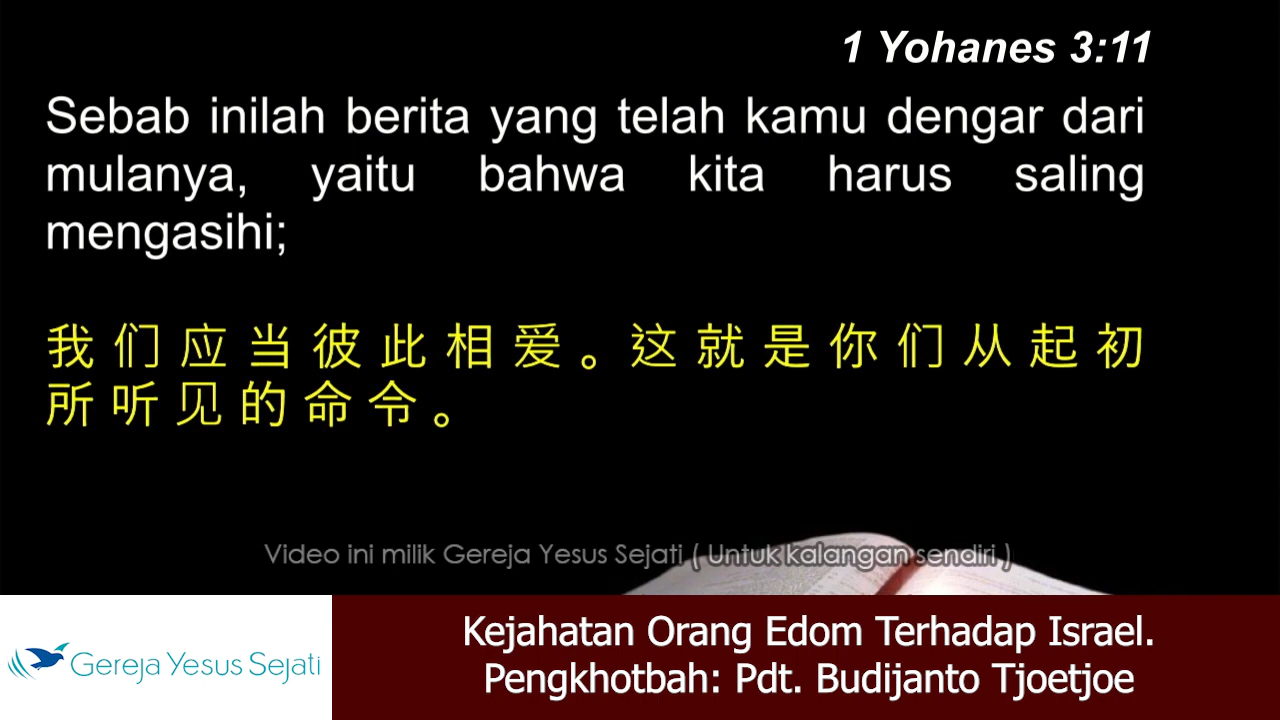 1 Yohanes 3:11
Sebab inilah berita yang telah kamu dengar dari
mulanya, yaitu bahwa kita harus saling
mengasihi;
我们应当彼此相爱。这就是你们从起初
所听见的命令。
Video ini milik Gereja Yesus Sejati ( Untuk kalangan sendiri )
Gereja Yesus Sejati
Kejahatan Orang Edom Terhadap Israel.
Pengkhotbah: Pdt. Budijanto Tjoetjoe